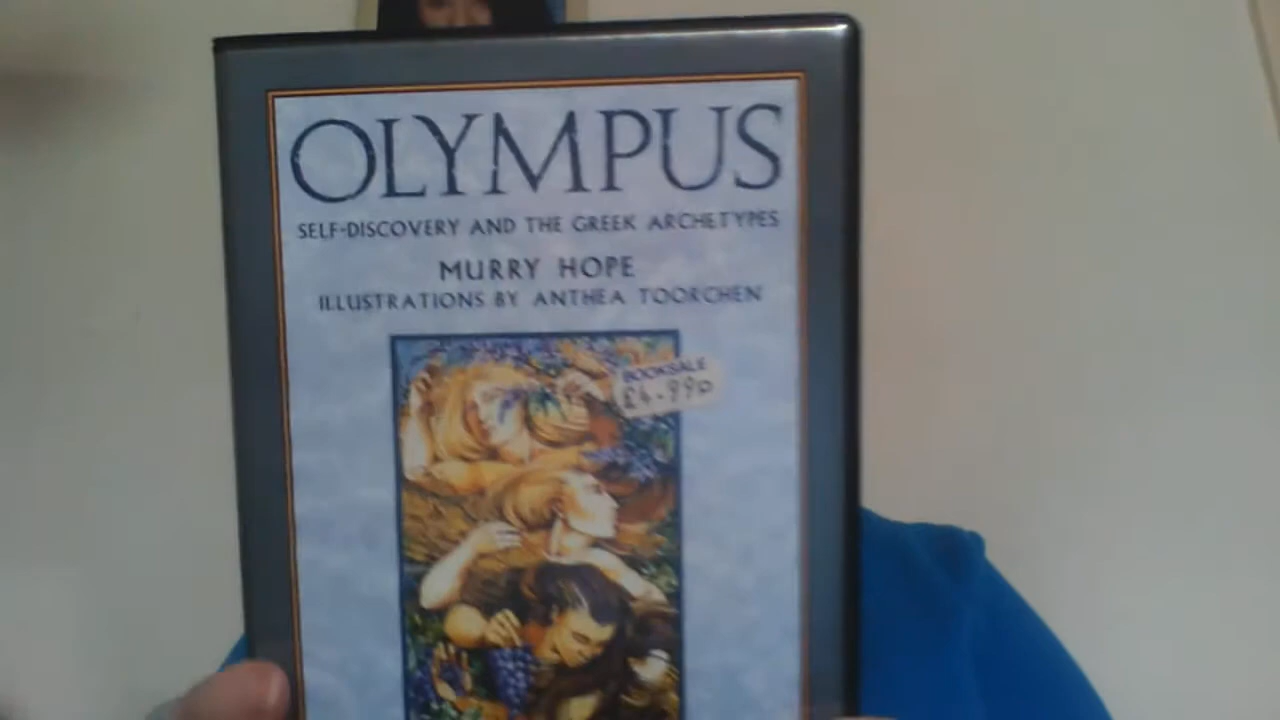 OLYMPUS
SELF-DISCOVERY AND THE GREEK ARCHETYPES
MURRY HOPE
ILLUSTRATIONS BY ANTHEA TOORCHEN
BOOKSALE
£4.99p